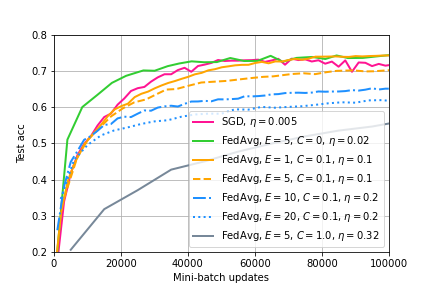 0.8
0.7
0.6
0.5
0.4
0.3
0.2
Test acc
SGD, η = 0.005
FedAvg, E = 5, C = 0, η = 0.02
FedAvg, E = 1, C = 0.1, η = 0.1
FedAvg, E = 5, C = 0.1, η = 0.1
FedAvg, E = 10, C = 0.1, η = 0.2
FedAvg, E = 20, C = 0.1, η = 0.2
FedAvg, E = 5, C = 1.0, η = 0.32
0 20000 40000 60000 80000 100000
Mini-batch updates